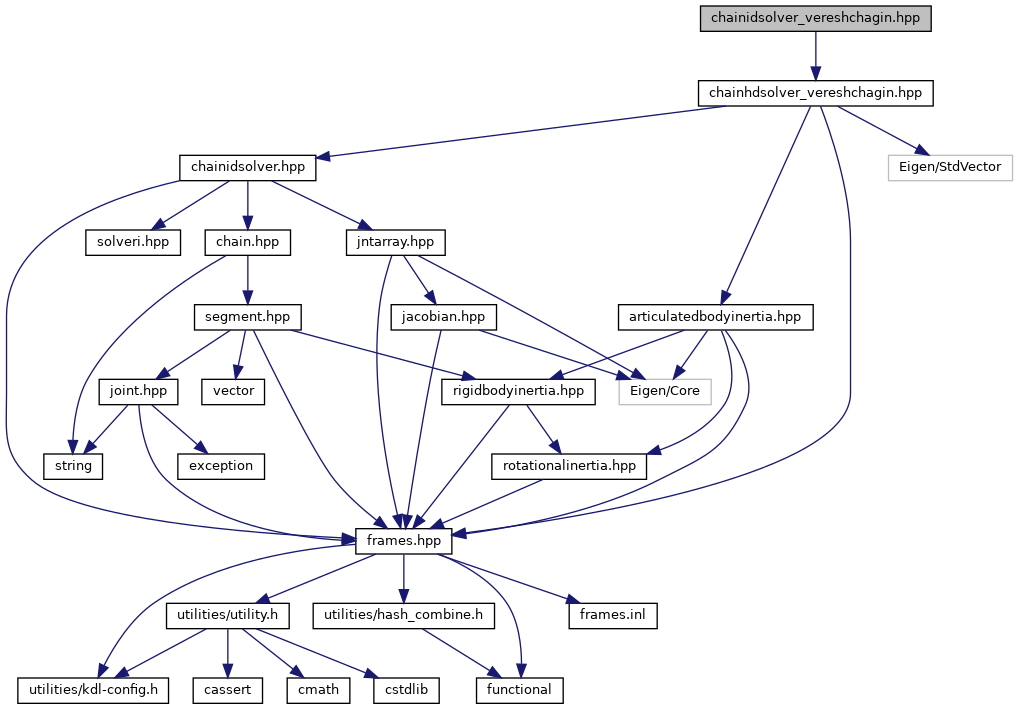 chainidsolver_vereshchagin.hpp
chainhdsolver_vereshchagin.hpp
chainidsolver.hpp
Eigen/StdVector
solveri.hpp
chain.hpp
jntarray.hpp
segment.hpp
jacobian.hpp
articulatedbodyinertia.hpp
joint.hpp
vector
rigidbodyinertia.hpp
Eigen/Core
string
exception
rotationalinertia.hpp
frames.hpp
utilities/utility.h
utilities/hash_combine.h
frames.inl
utilities/kdl-config.h
cassert
cmath
cstdlib
functional